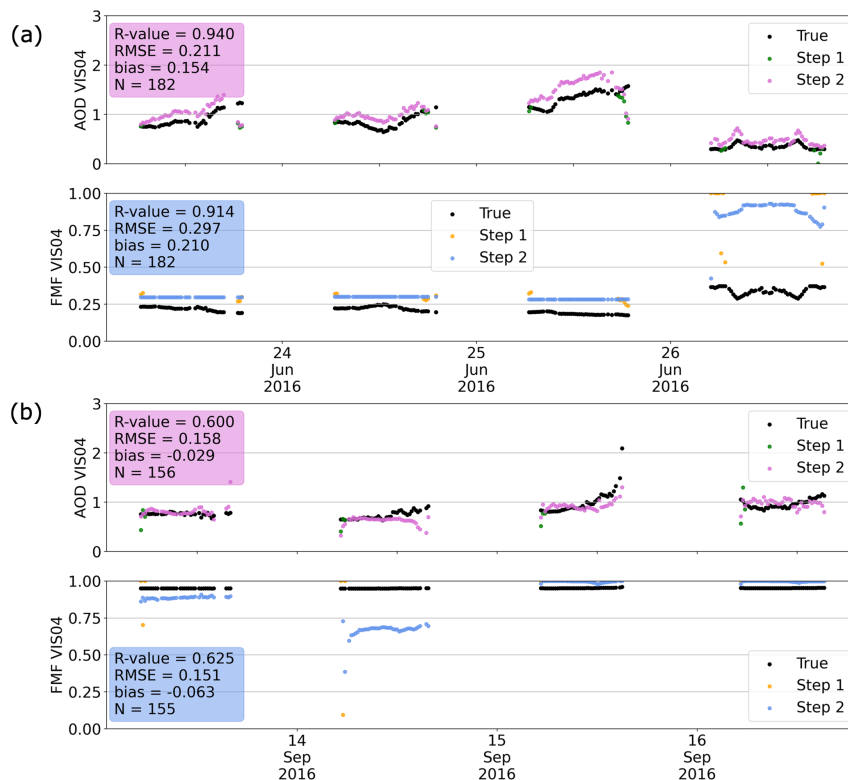 (a)
3
2
1
0
AOD VIS04
R-value = 0.940
RMSE = 0.211
bias = 0.154
N = 182
True
Step 1
Step 2
1.00
0.75
0.50
0.25
0.00
FMF VIS04
R-value = 0.914
RMSE = 0.297
bias = 0.210
N = 182
True
Step 1
Step 2
24
Jun
2016
25
Jun
2016
26
Jun
2016
(b)
3
2
1
0
AOD VIS04
R-value = 0.600
RMSE = 0.158
bias = -0.029
N = 156
True
Step 1
Step 2
1.00
0.75
0.50
0.25
0.00
FMF VIS04
R-value = 0.625
RMSE = 0.151
bias = -0.063
N = 155
True
Step 1
Step 2
14
Sep
2016
15
Sep
2016
16
Sep
2016